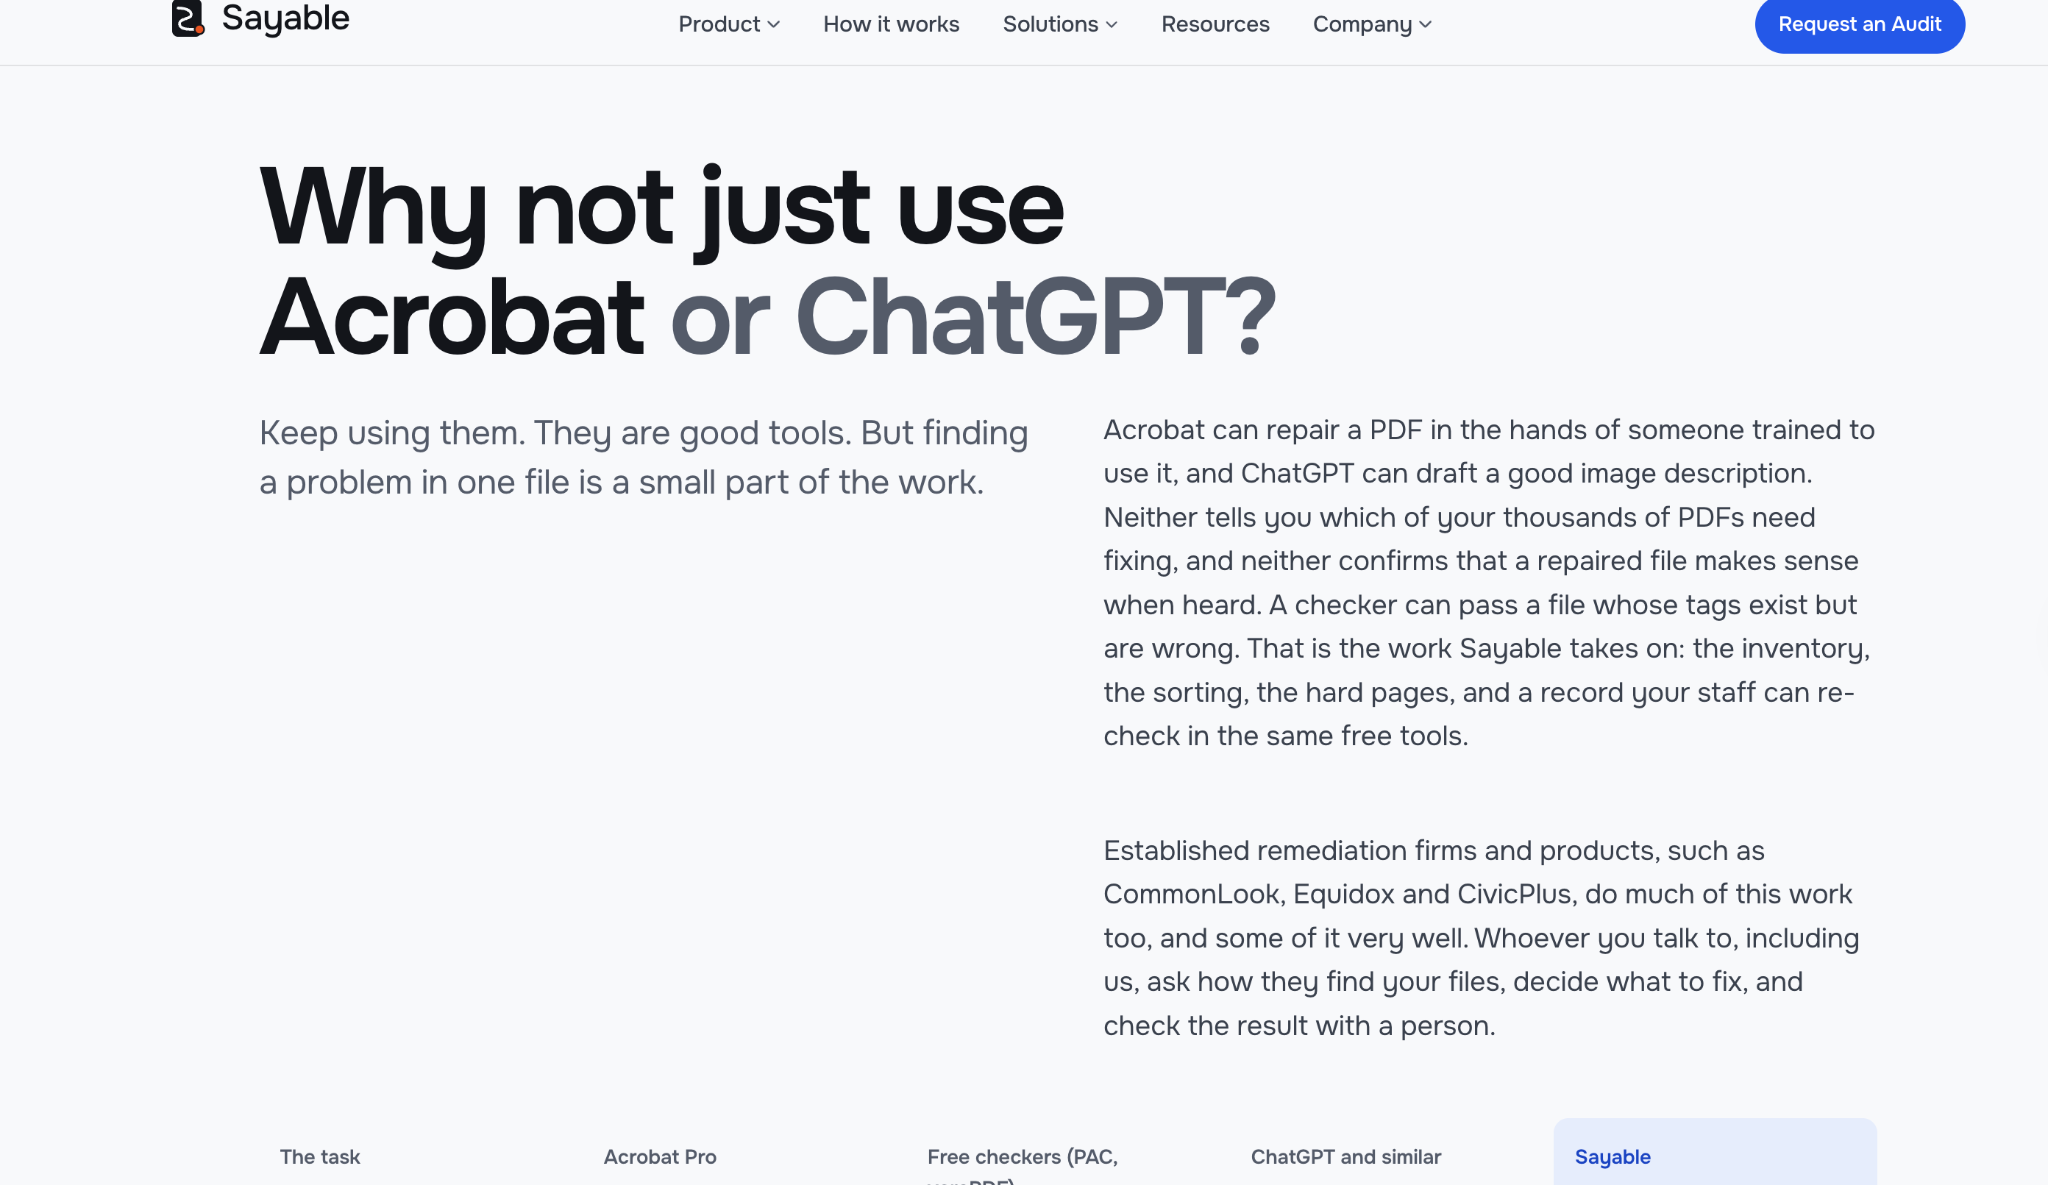 Sayable
Product
How it works
Solutions
Resources
Company
Request an Audit
Why not just use
Acrobat or ChatGPT?
Keep using them. They are good tools. But finding
a problem in one file is a small part of the work.
Acrobat can repair a PDF in the hands of someone trained to
use it, and ChatGPT can draft a good image description.
Neither tells you which of your thousands of PDFs need
fixing, and neither confirms that a repaired file makes sense
when heard. A checker can pass a file whose tags exist but
are wrong. That is the work Sayable takes on: the inventory,
the sorting, the hard pages, and a record your staff can re-
check in the same free tools.
Established remediation firms and products, such as
CommonLook, Equidox and CivicPlus, do much of this work
too, and some of it very well. Whoever you talk to, including
us, ask how they find your files, decide what to fix, and
check the result with a person.
The task
Acrobat Pro
Free checkers (PAC,
ChatGPT and similar
Sayable